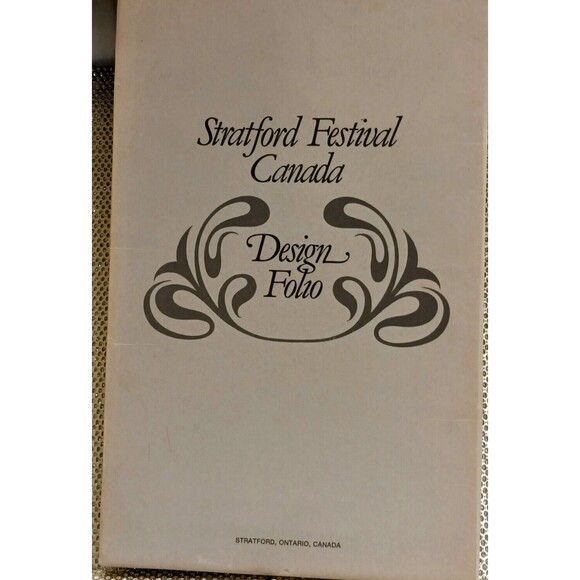 Stratford Festival
Canada
Design
Folio
STRATFORD, ONTARIO, CANADA